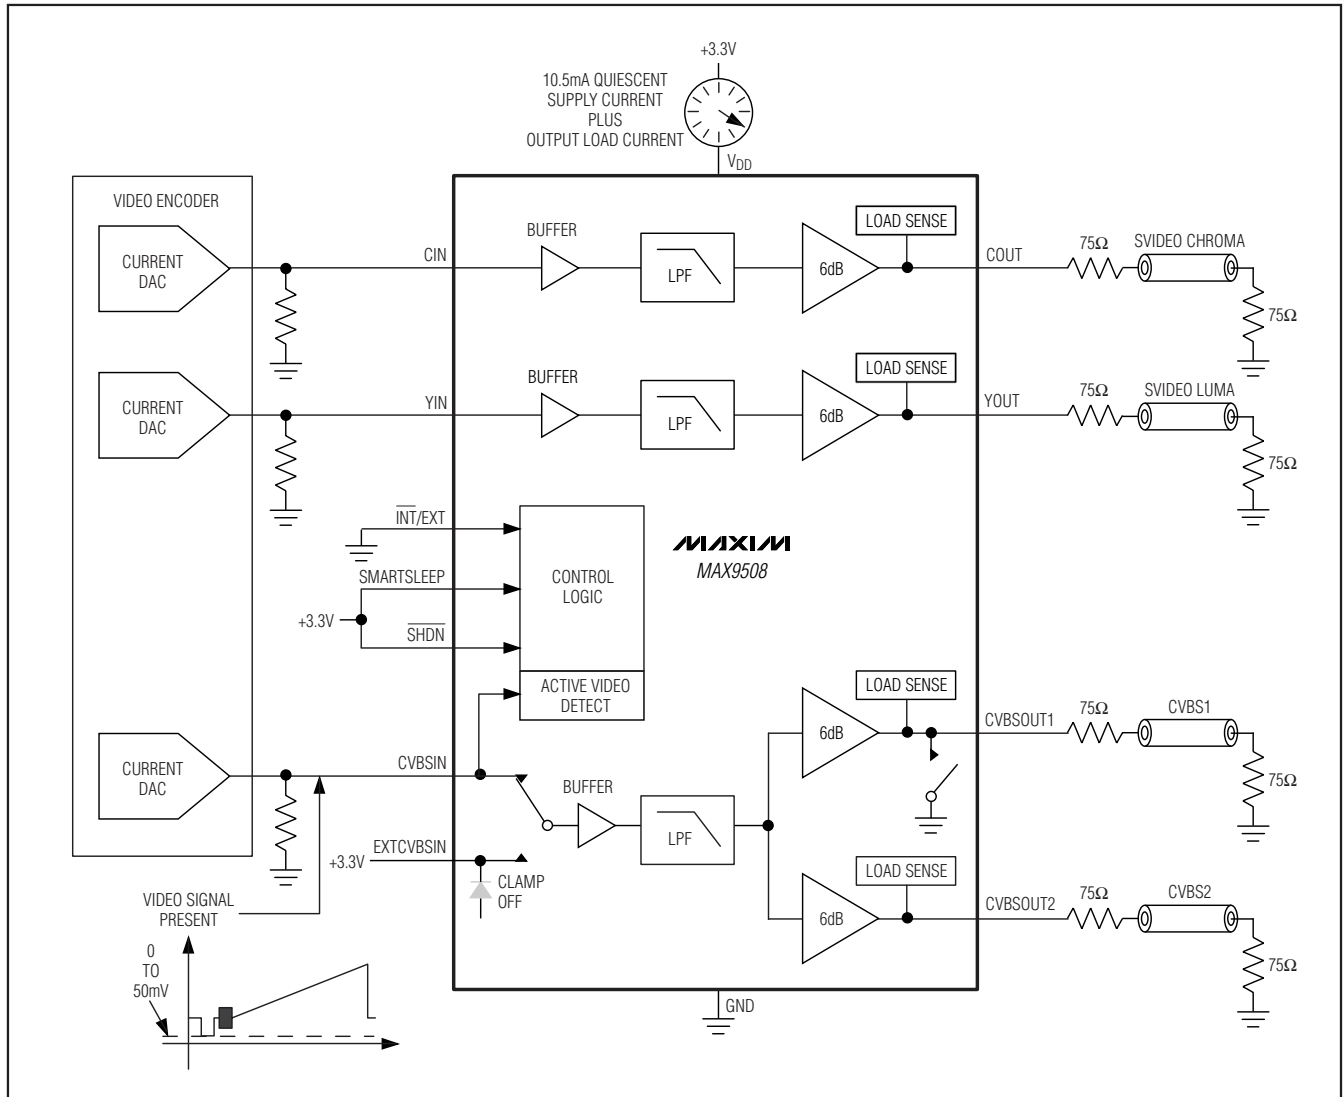 +3.3V
10.5mA QUIESCENT
SUPPLY CURRENT
PLUS
OUTPUT LOAD CURRENT
VDD
VIDEO ENCODER
CURRENT
DAC
CIN
BUFFER
LPF
6dB
LOAD SENSE
COUT
75Ω
SVIDEO CHROMA
75Ω
CURRENT
DAC
YIN
BUFFER
LPF
6dB
LOAD SENSE
YOUT
75Ω
SVIDEO LUMA
75Ω
I̅N̅T̅/EXT
SMARTSLEEP
+3.3V
S̅H̅D̅N̅
CONTROL
LOGIC
ACTIVE VIDEO
DETECT
MAXIM
MAX9508
CURRENT
DAC
CVBSIN
BUFFER
LPF
EXTCVBSIN
+3.3V
CLAMP
OFF
6dB
LOAD SENSE
CVBSOUT1
75Ω
CVBS1
75Ω
6dB
LOAD SENSE
CVBSOUT2
75Ω
CVBS2
75Ω
GND
VIDEO SIGNAL
PRESENT
0
TO
50mV